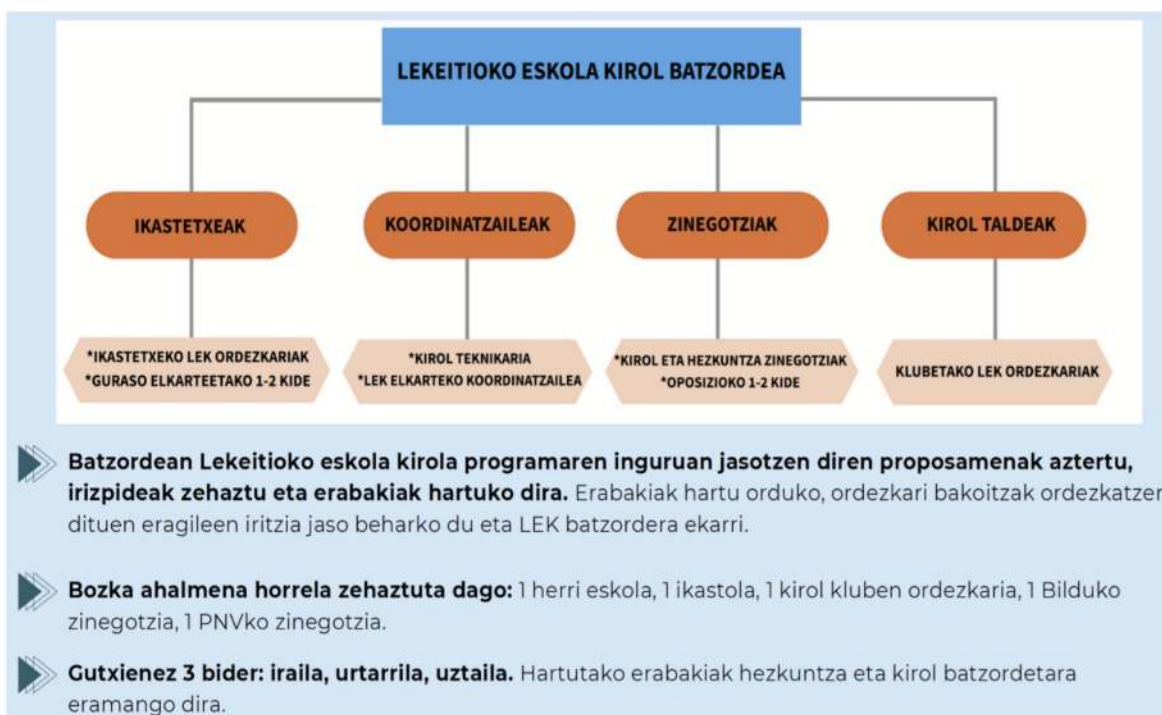 LEKEITIOKO ESKOLA KIROL BATZORDEA
IKASTETXEAK
KOORDINATZAILEAK
ZINEGOTZIAK
KIROL TALDEAK
*IKASTETXEKO LEK ORDEZKARIAK
*GURASO ELKARTEETAKO 1-2 KIDE
*KIROL TEKNIKARIA
*LEK ELKARTEKO KOORDINATZAILEA
*KIROL ETA HEZKUNTZA ZINEGOTZIAK
*OPOSIZIOKO 1-2 KIDE
KLUBETAKO LEK ORDEZKARIAK
Batzordean Lekeitioko eskola kirola programaren inguruan jasotzen diren proposamenak aztertu,
irizpideak zehaztu eta erabakiak hartuko dira. Erabakiak hartu orduko, ordezkari bakoitzak ordezkatzen
dituen eragileen iritzia jaso beharko du eta LEK batzordera ekarri.
Bozka ahalmena horrela zehaztuta dago: 1 herri eskola, 1 ikastola, 1 kirol kluben ordezkaria, 1 Bilduko
zinegotzia, 1 PNVko zinegotzia.
Gutxienez 3 bider: iraila, urtarrila, uztaila. Hartutako erabakiak hezkuntza eta kirol batzordetara
eramango dira.